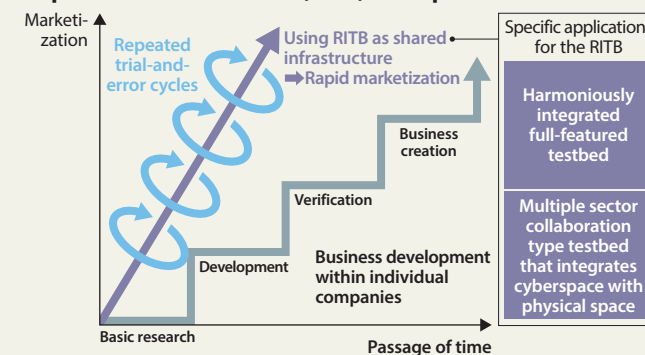 Marketi-
zation
Repeated
trial-and-
error cycles
Using RITB as shared
infrastructure
➡Rapid marketization
Business
creation
Verification
Development
Business development
within individual
companies
Basic research
Passage of time
Specific application
for the RITB
Harmoniously
integrated
full-featured
testbed
Multiple sector
collaboration
type testbed
that integrates
cyberspace with
physical space